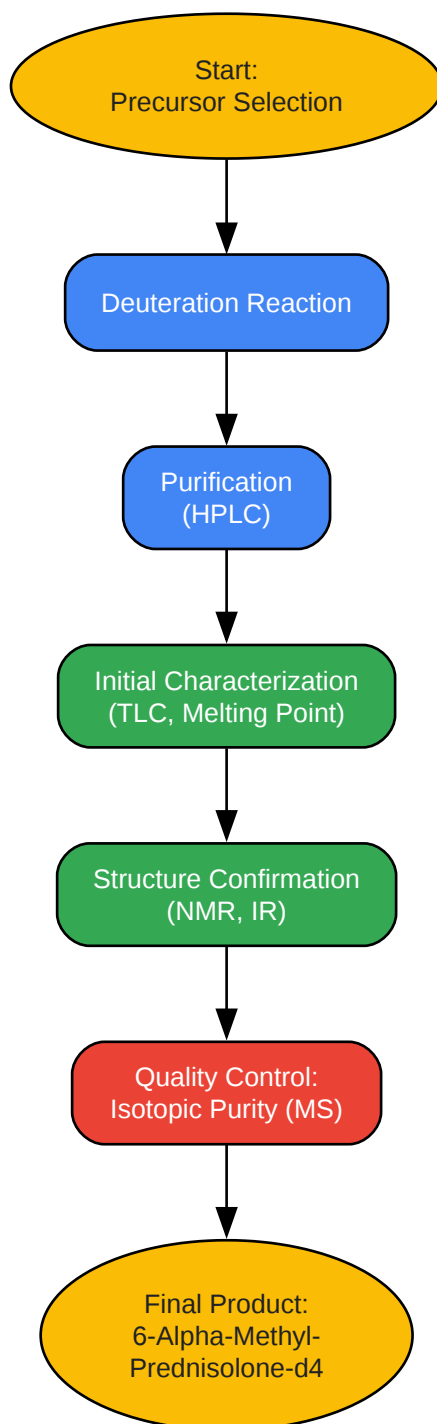 Start:
Precursor Selection
Deuteration Reaction
Purification
(HPLC)
Initial Characterization
(TLC, Melting Point)
Structure Confirmation
(NMR, IR)
Quality Control:
Isotopic Purity (MS)
Final Product:
6-Alpha-Methyl-
Prednisolone-d4